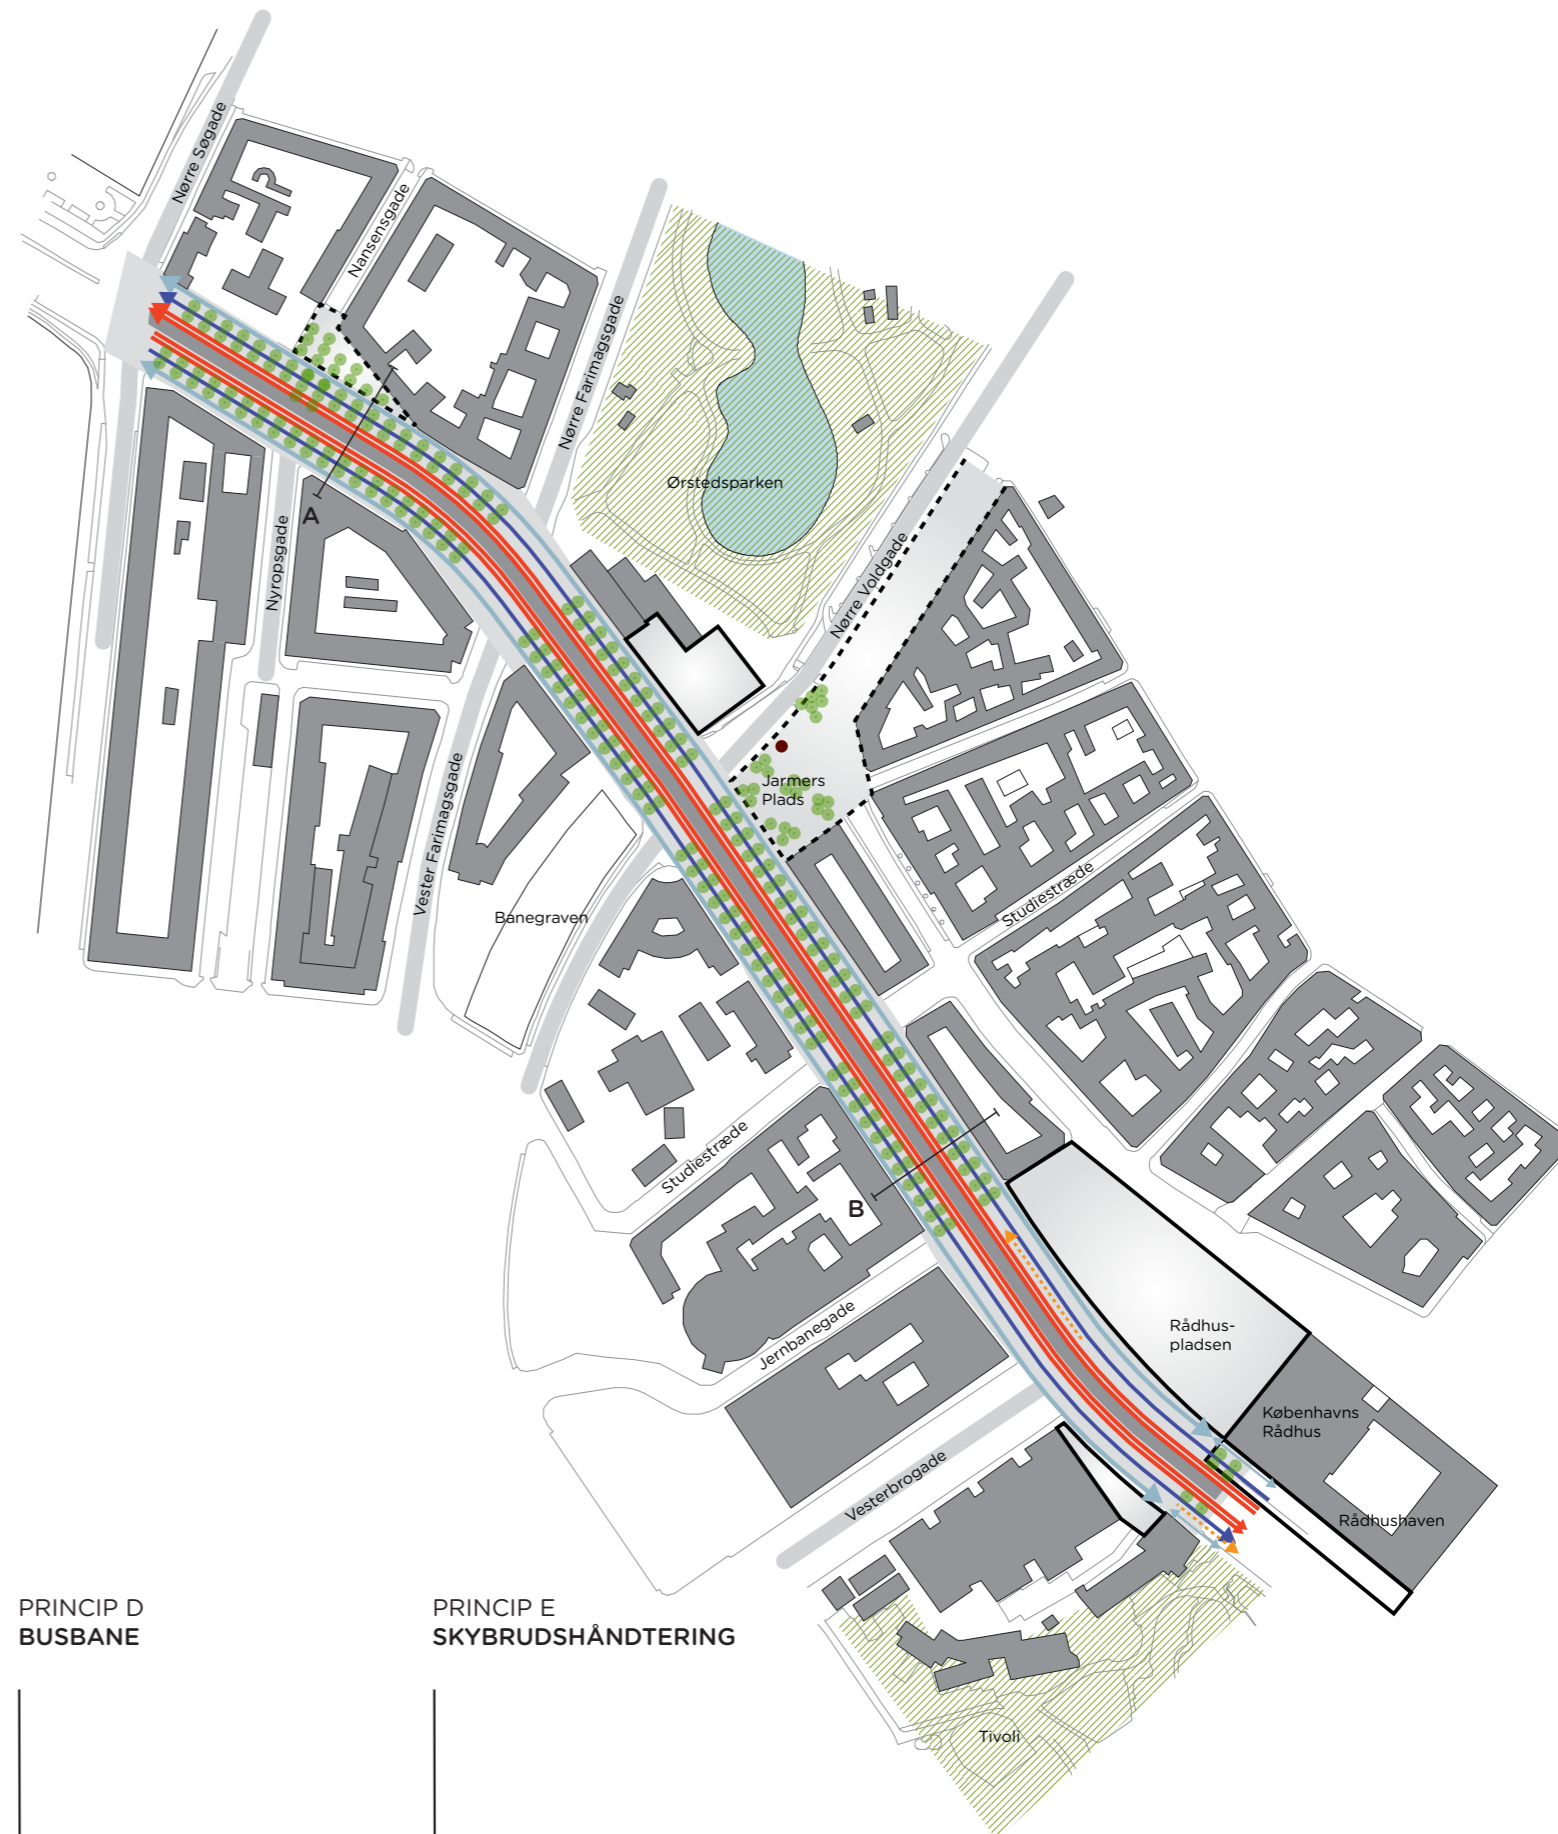 Nørre Søgade
Nansensgade
Nørre Farimagsgade
Ørstedsparken
A
Nyropsgade
Nørre Voldgade
Jarmers
Plads
Vester Farimagsgade
Banegraven
Studiestræde
Studiestræde
B
Jernbanegade
Rådhus-
pladsen
Københavns
Rådhus
Vesterbrogade
Rådhushaven
Tivoli
PRINCIP D
BUSBANE
PRINCIP E
SKYBRUDSHÅNDTERING